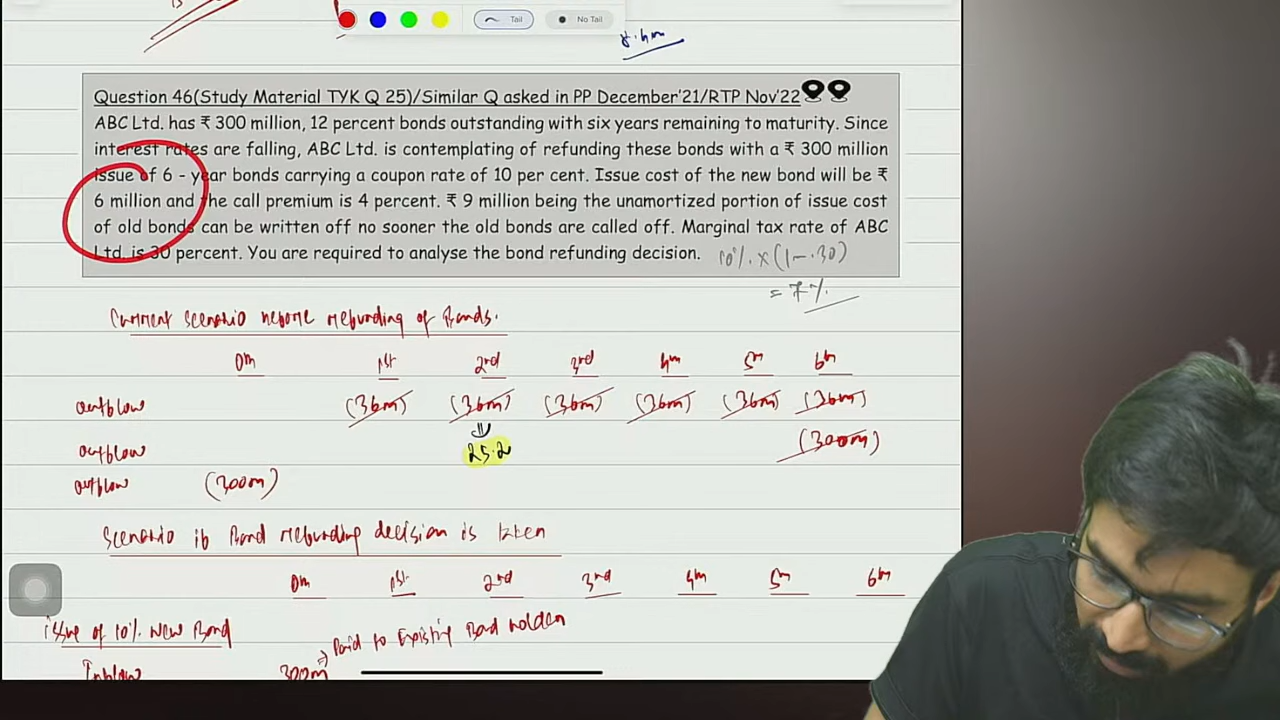 Tail
No Tail
Question 46(Study Material TYK Q 25)/Similar Q asked in PP December'21/RTP Nov'22
ABC Ltd. has ₹ 300 million, 12 percent bonds outstanding with six years remaining to maturity. Since
interest rates are falling, ABC Ltd. is contemplating of refunding these bonds with a ₹ 300 million
issue of 6 - year bonds carrying a coupon rate of 10 per cent. Issue cost of the new bond will be ₹
6 million and the call premium is 4 percent. ₹ 9 million being the unamortized portion of issue cost
of old bonds can be written off no sooner the old bonds are called off. Marginal tax rate of ABC
Ltd. is 30 percent. You are required to analyse the bond refunding decision.
10% x (1-.30)
= 7%
Current Scenario before refunding of Bonds.
0th 1st 2nd 3rd 4th 5th 6th
outflow (36m) (36m) (36m) (36m) (36m) (36m)
25.2
outflow (300m)
outflow (300m)
Scenario if Bond refunding decision is taken
0th 1st 2nd 3rd 4th 5th 6th
issue of 10% New Bond
Paid to Existing Bond holders
Inflow 300m